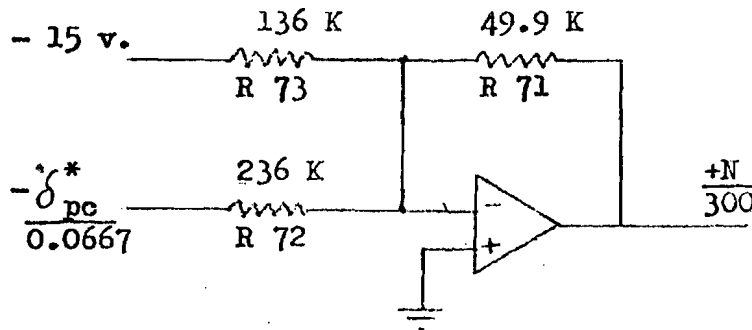 136 K
49.9 K
- 15 v.
R 73
R 71
236 K
-δ*pc
0.0667
R 72
-
+
+N
300